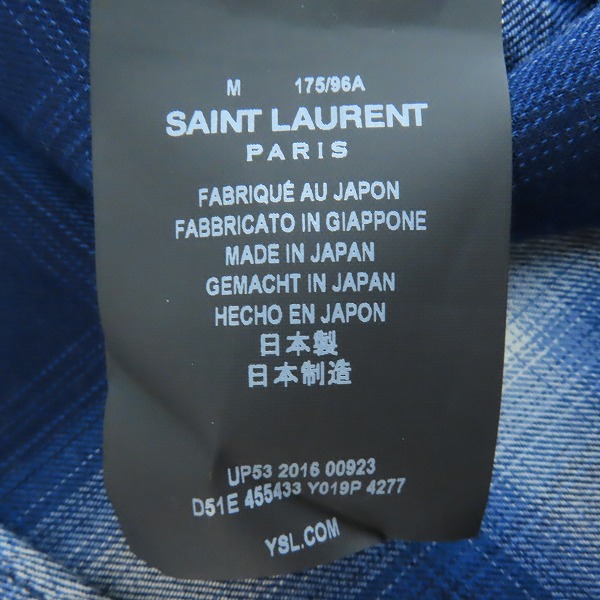 M 175/96A
SAINT LAURENT
PARIS
FABRIQUÉ AU JAPON
FABBRICATO IN GIAPPONE
MADE IN JAPAN
GEMACHT IN JAPAN
HECHO EN JAPON
日本製
日本制造
UP53 2016 00923
D51E 455433 Y019P 4277
YSL.COM